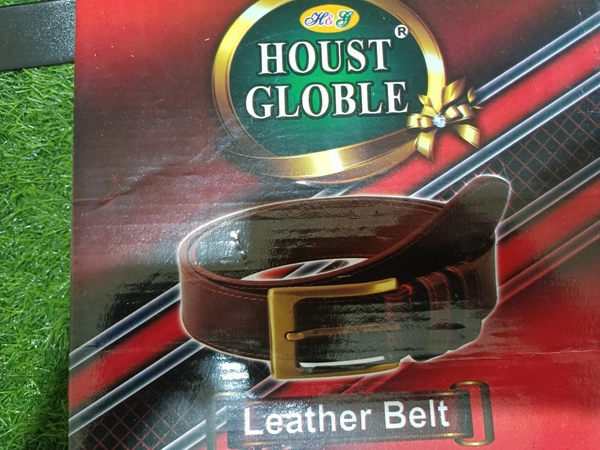 H&G
HOUST ®
GLOBLE
Leather Belt